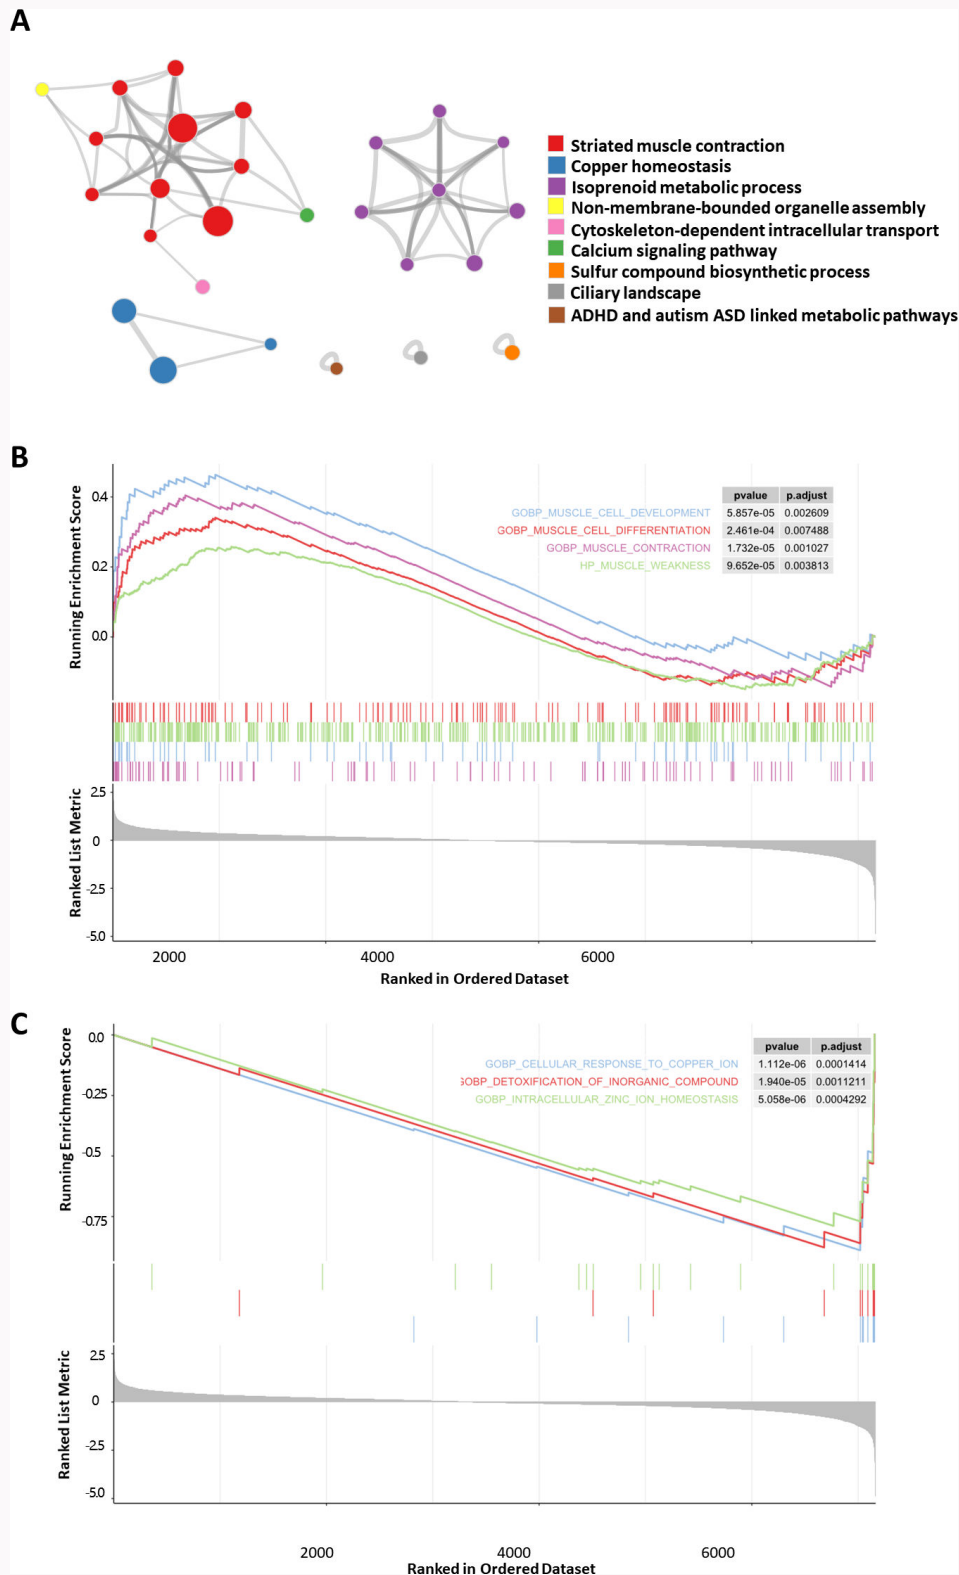 A
Striated muscle contraction
Copper homeostasis
Isoprenoid metabolic process
Non-membrane-bounded organelle assembly
Cytoskeleton-dependent intracellular transport
Calcium signaling pathway
Sulfur compound biosynthetic process
Ciliary landscape
ADHD and autism ASD linked metabolic pathways
B
Running Enrichment Score
0.4
0.2
0.0
pvalue p.adjust
GOBP_MUSCLE_CELL_DEVELOPMENT 5.857e-05 0.002609
GOBP_MUSCLE_CELL_DIFFERENTIATION 2.461e-04 0.007488
GOBP_MUSCLE_CONTRACTION 1.732e-05 0.001027
HP_MUSCLE_WEAKNESS 9.652e-05 0.003813
Ranked List Metric
2.5
0
-2.5
-5.0
2000 4000 6000
Ranked in Ordered Dataset
C
Running Enrichment Score
0.0
-0.25
-0.5
-0.75
pvalue p.adjust
GOBP_CELLULAR_RESPONSE_TO_COPPER_ION 1.112e-06 0.0001414
GOBP_DETOXIFICATION_OF_INORGANIC_COMPOUND 1.940e-05 0.0011211
GOBP_INTRACELLULAR_ZINC_ION_HOMEOSTASIS 5.058e-06 0.0004292
Ranked List Metric
2.5
0
-2.5
-5.0
2000 4000 6000
Ranked in Ordered Dataset